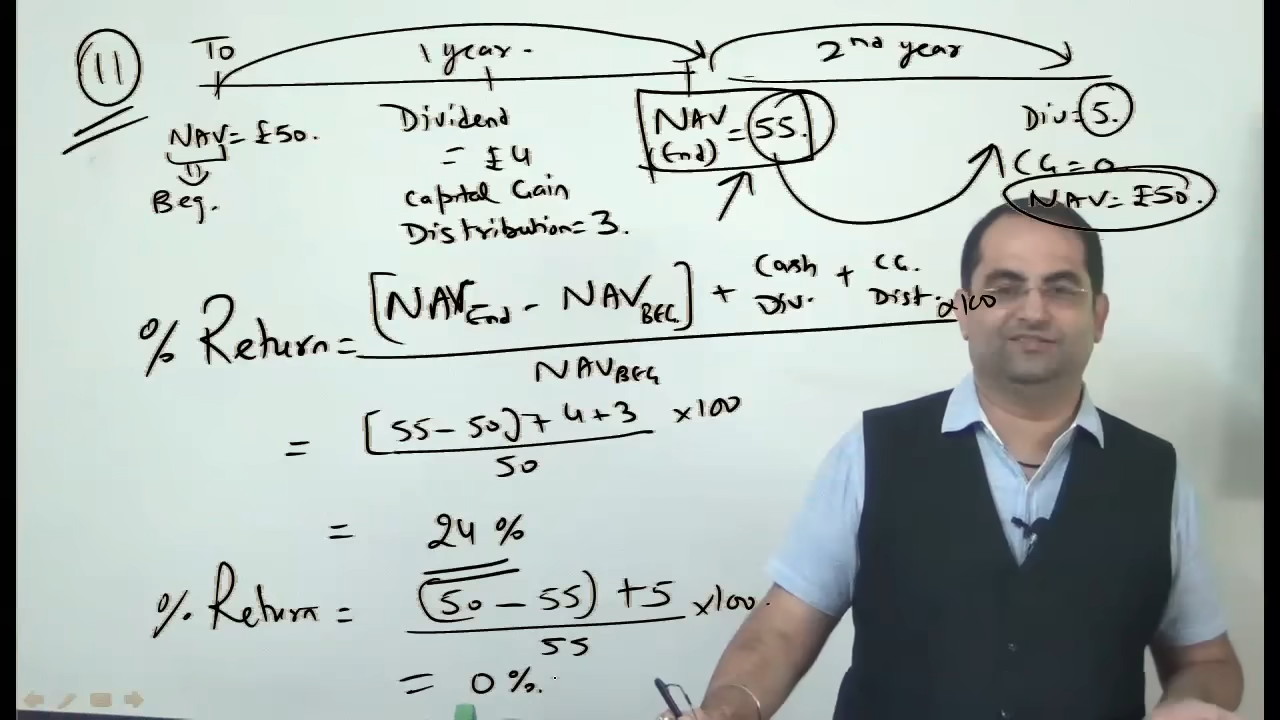 11
To 1 year. 2nd year
NAV = £50.
Beg.
Dividend
= £4
Capital Gain
Distribution = 3.
NAV (End) = 55.
Div = 5.
CG = 0
NAV = £50.
% Return = [NAV End - NAV BEG.] + Cash Div. + CG. Dist. x100
NAV BEG
= [55 - 50) + 4 + 3 x100
50
= 24 %
% Return = (50 - 55) + 5 x100.
55
= 0 %.